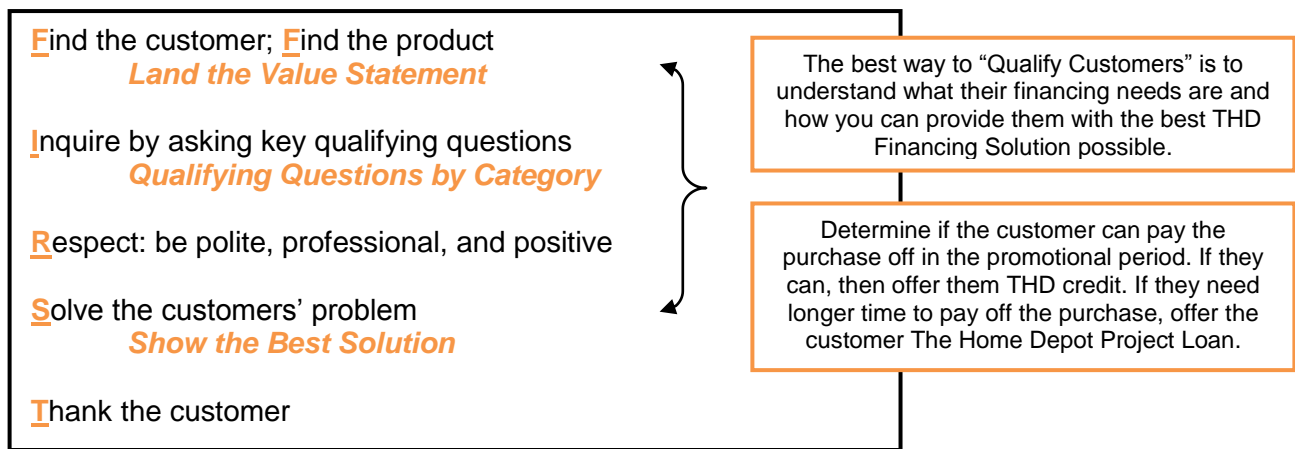 Find the customer; Find the product
Land the Value Statement
Inquire by asking key qualifying questions
Qualifying Questions by Category
Respect: be polite, professional, and positive
Solve the customers’ problem
Show the Best Solution
Thank the customer
The best way to “Qualify Customers” is to
understand what their financing needs are and
how you can provide them with the best THD
Financing Solution possible.
Determine if the customer can pay the
purchase off in the promotional period. If they
can, then offer them THD credit. If they need
longer time to pay off the purchase, offer the
customer The Home Depot Project Loan.